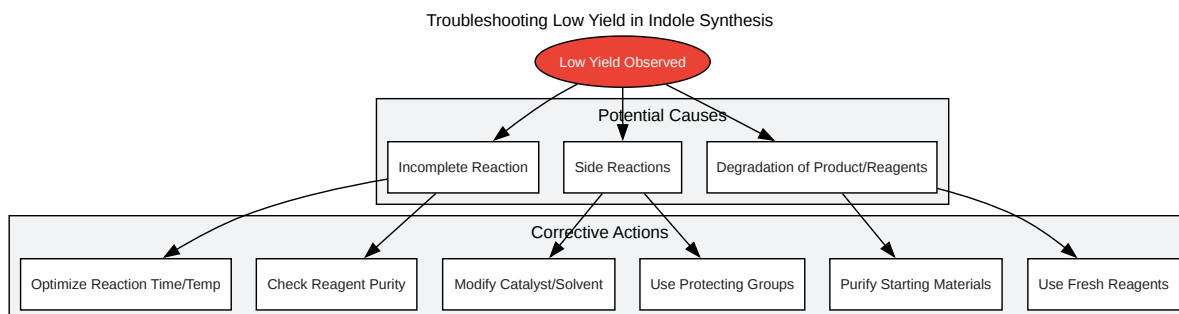 Troubleshooting Low Yield in Indole Synthesis
Low Yield Observed
Potential Causes
Incomplete Reaction
Side Reactions
Degradation of Product/Reagents
Corrective Actions
Optimize Reaction Time/Temp
Check Reagent Purity
Modify Catalyst/Solvent
Use Protecting Groups
Purify Starting Materials
Use Fresh Reagents